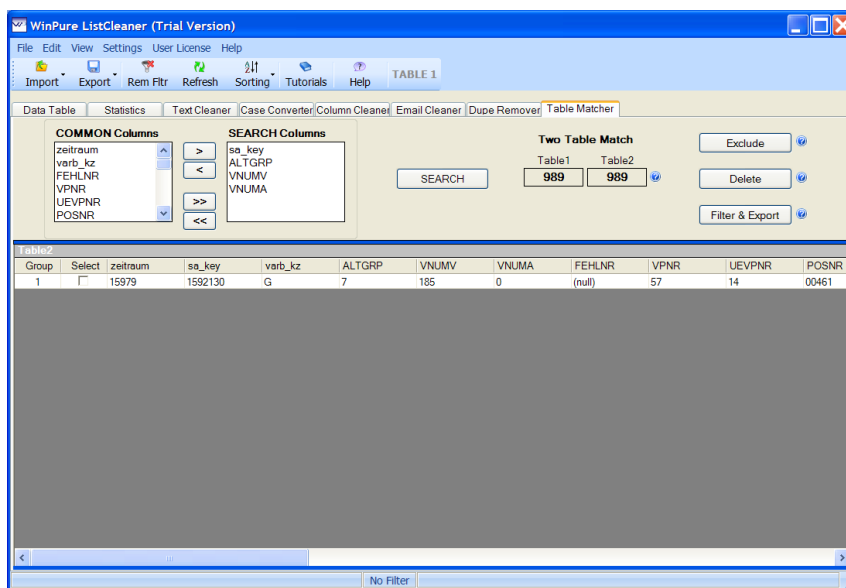 WinPure ListCleaner (Trial Version)
File Edit View Settings User License Help
Import Export Rem Fltr Refresh Sorting Tutorials Help TABLE 1
Data Table Statistics Text Cleaner Case Converter Column Cleaner Email Cleaner Dupe Remover Table Matcher
COMMON Columns
zeitraum
varb_kz
FEHLNR
VPNR
UEVPNR
POSNR
>
<
>>
<<
SEARCH Columns
sa_key
ALTGRP
VNUMV
VNUMA
SEARCH
Two Table Match
Table1 Table2
989 989
Exclude
Delete
Filter & Export
Table2
Group Select zeitraum sa_key varb_kz ALTGRP VNUMV VNUMA FEHLNR VPNR UEVPNR POSNR
1 15979 1592130 G 7 185 0 (null) 57 14 00461
No Filter